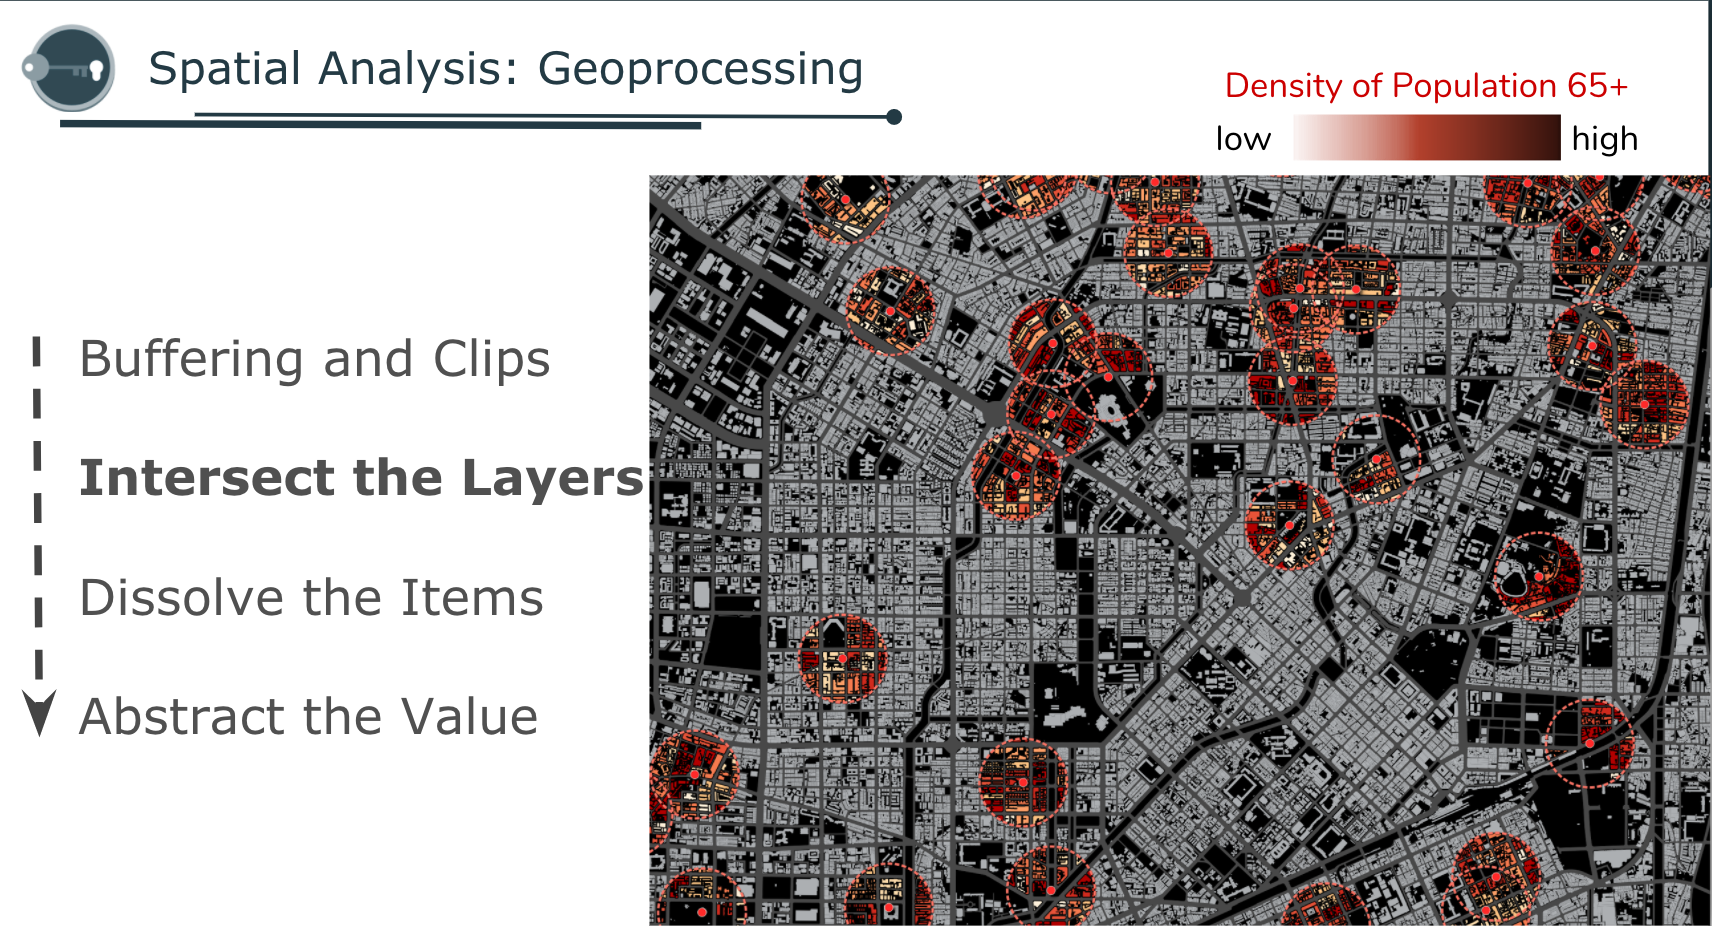 Spatial Analysis: Geoprocessing
Density of Population 65+
low high
Buffering and Clips
Intersect the Layers
Dissolve the Items
Abstract the Value